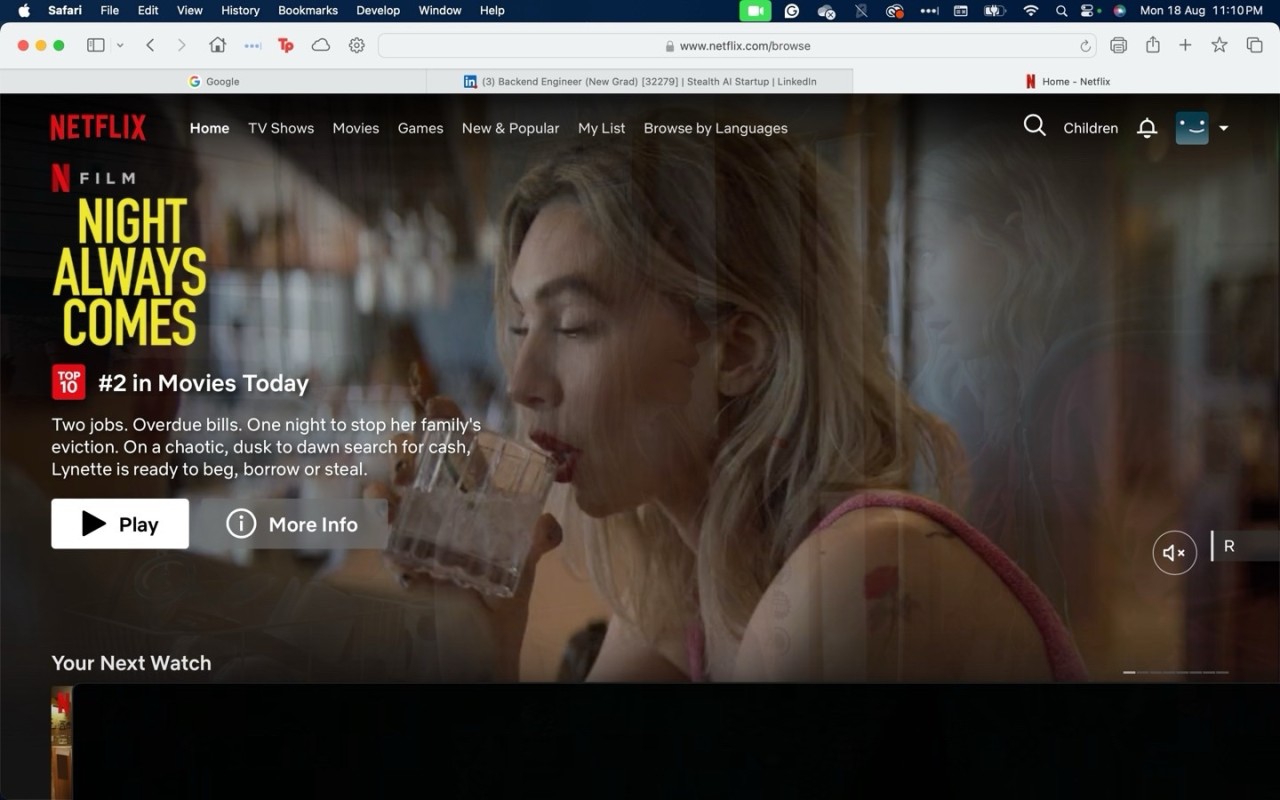 Safari File Edit View History Bookmarks Develop Window Help Mon 18 Aug 11:10 PM
www.netflix.com/browse
Google
(3) Backend Engineer (New Grad) [32279] | Stealth AI Startup | LinkedIn
Home - Netflix
NETFLIX Home TV Shows Movies Games New & Popular My List Browse by Languages Children
N FILM
NIGHT
ALWAYS
COMES
TOP
10
#2 in Movies Today
Two jobs. Overdue bills. One night to stop her family's
eviction. On a chaotic, dusk to dawn search for cash,
Lynette is ready to beg, borrow or steal.
Play
More Info
R
Your Next Watch